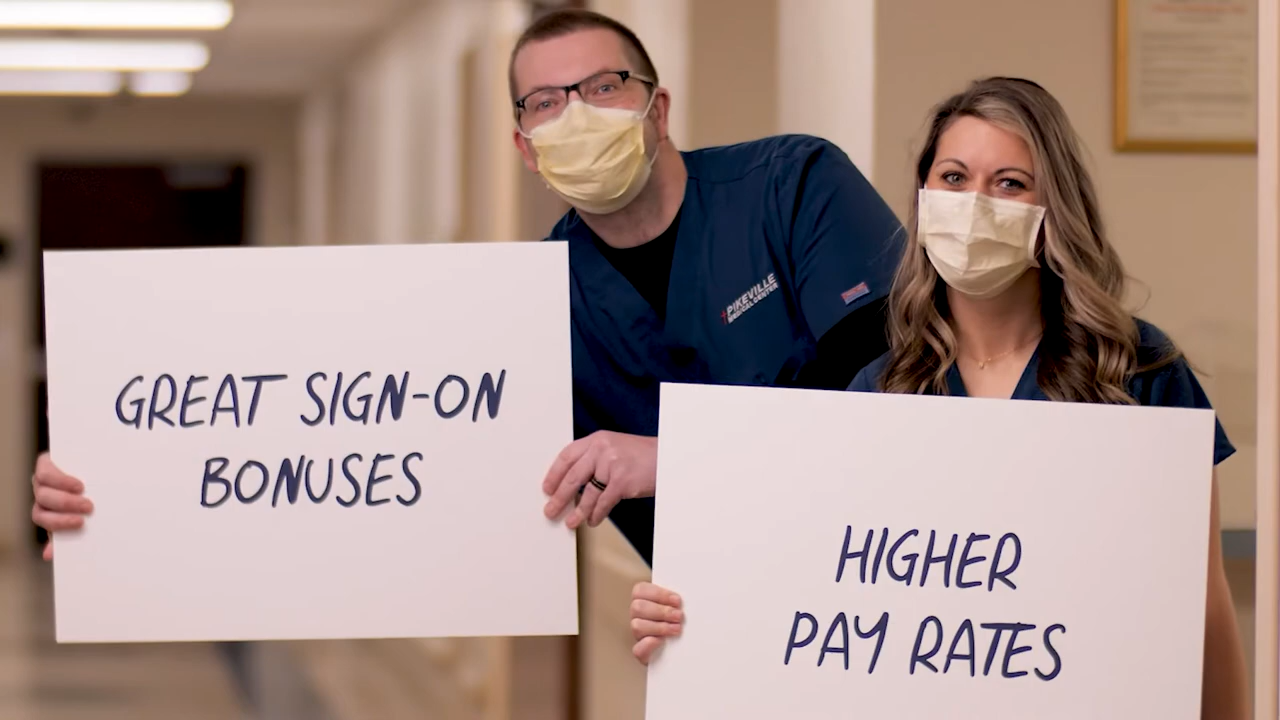 GREAT SIGN-ON
BONUSES
PIKEVILLE
MEDICAL CENTER
HIGHER
PAY RATES